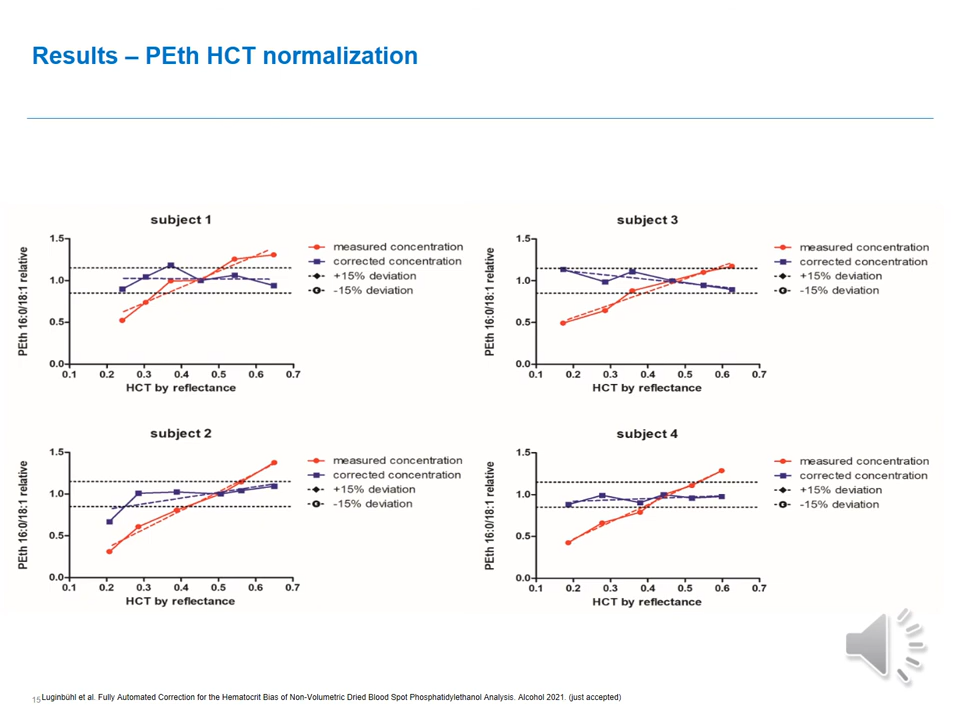 Results – PEth HCT normalization
subject 1
PEth 16:0/18:1 relative
1.5
1.0
0.5
0.0
0.1 0.2 0.3 0.4 0.5 0.6 0.7
HCT by reflectance
measured concentration
corrected concentration
+15% deviation
-15% deviation
subject 3
PEth 16:0/18:1 relative
1.5
1.0
0.5
0.0
0.1 0.2 0.3 0.4 0.5 0.6 0.7
HCT by reflectance
measured concentration
corrected concentration
+15% deviation
-15% deviation
subject 2
PEth 16:0/18:1 relative
1.5
1.0
0.5
0.0
0.1 0.2 0.3 0.4 0.5 0.6 0.7
HCT by reflectance
measured concentration
corrected concentration
+15% deviation
-15% deviation
subject 4
PEth 16:0/18:1 relative
1.5
1.0
0.5
0.0
0.1 0.2 0.3 0.4 0.5 0.6 0.7
HCT by reflectance
measured concentration
corrected concentration
+15% deviation
-15% deviation
15 Luginbühl et al. Fully Automated Correction for the Hematocrit Bias of Non-Volumetric Dried Blood Spot Phosphatidylethanol Analysis. Alcohol 2021. (just accepted)